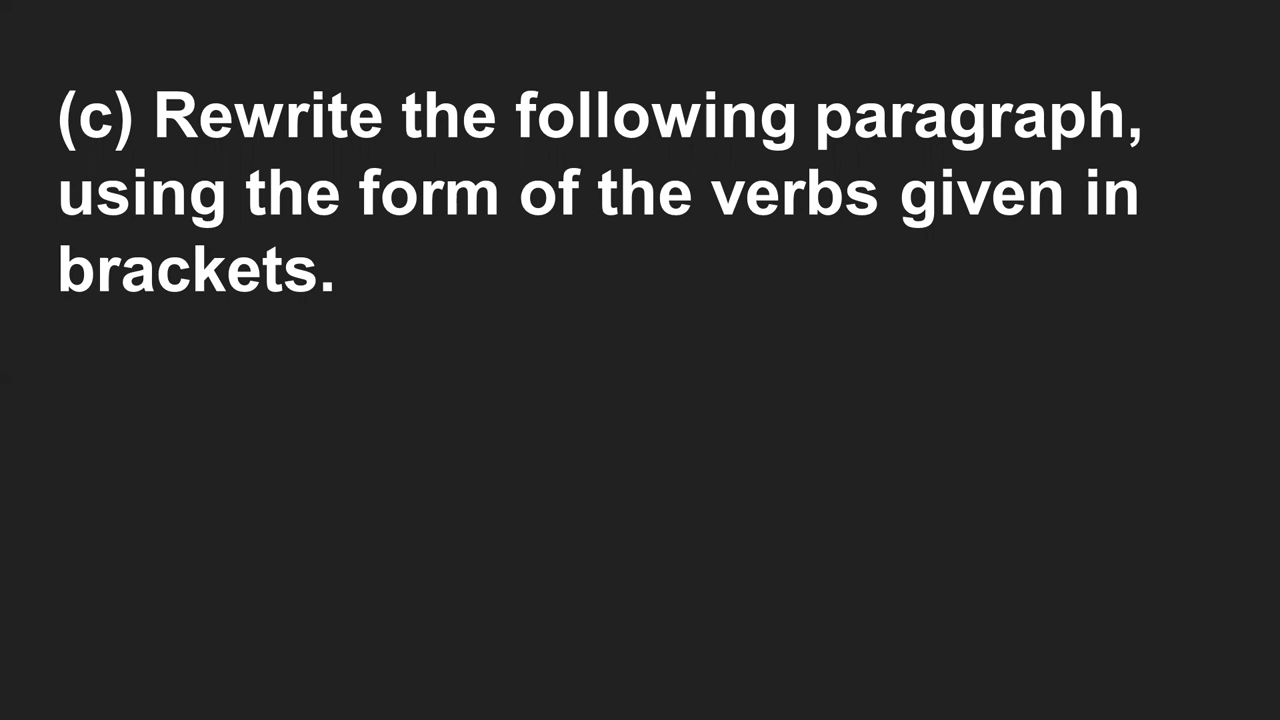 (c) Rewrite the following paragraph,
using the form of the verbs given in
brackets.